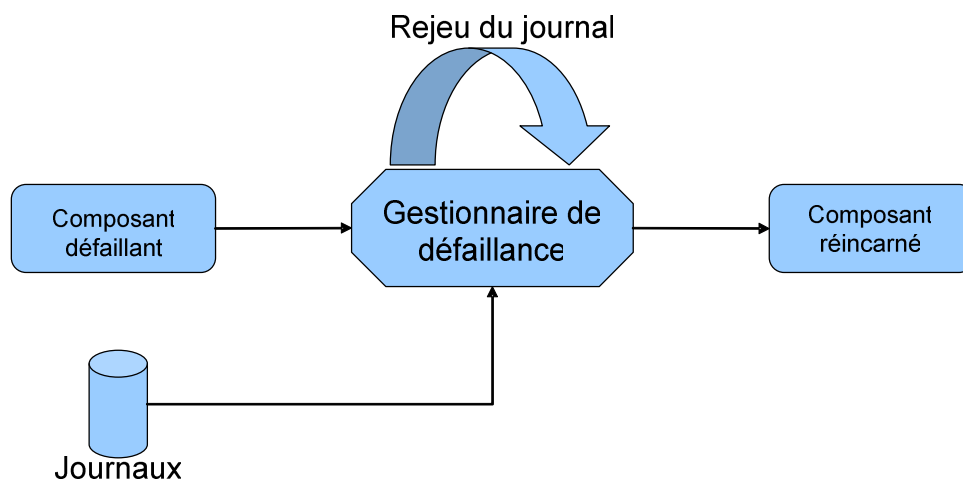 Rejeu du journal
Composant
défaillant
Gestionnaire de
défaillance
Composant
réincarné
Journaux